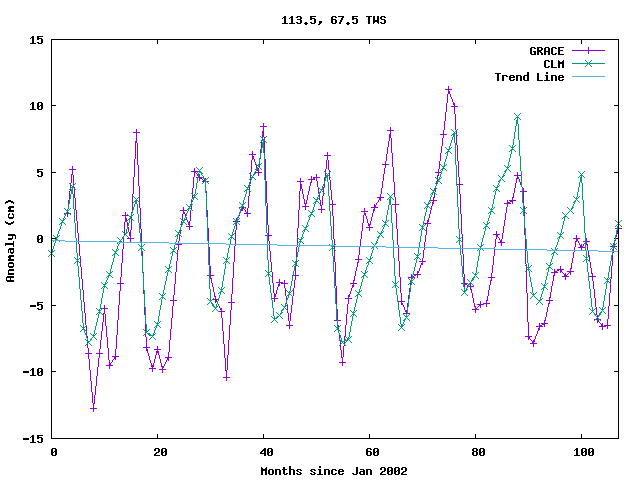 113.5, 67.5 TWS
GRACE
CLM
Trend Line
15
10
5
0
-5
-10
-15
Anomaly (cm)
0 20 40 60 80 100
Months since Jan 2002